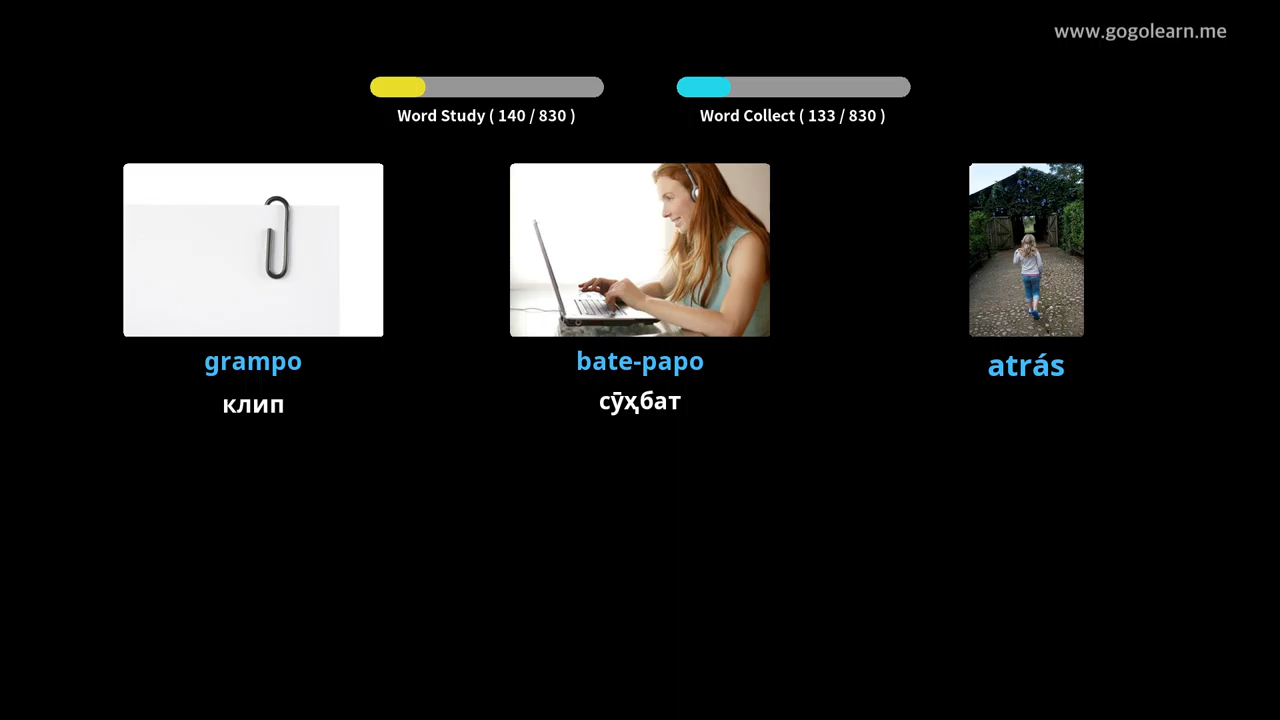 www.gogolearn.me
Word Study ( 140 / 830 )
Word Collect ( 133 / 830 )
grampo
клип
bate-papo
сӯҳбат
atrás